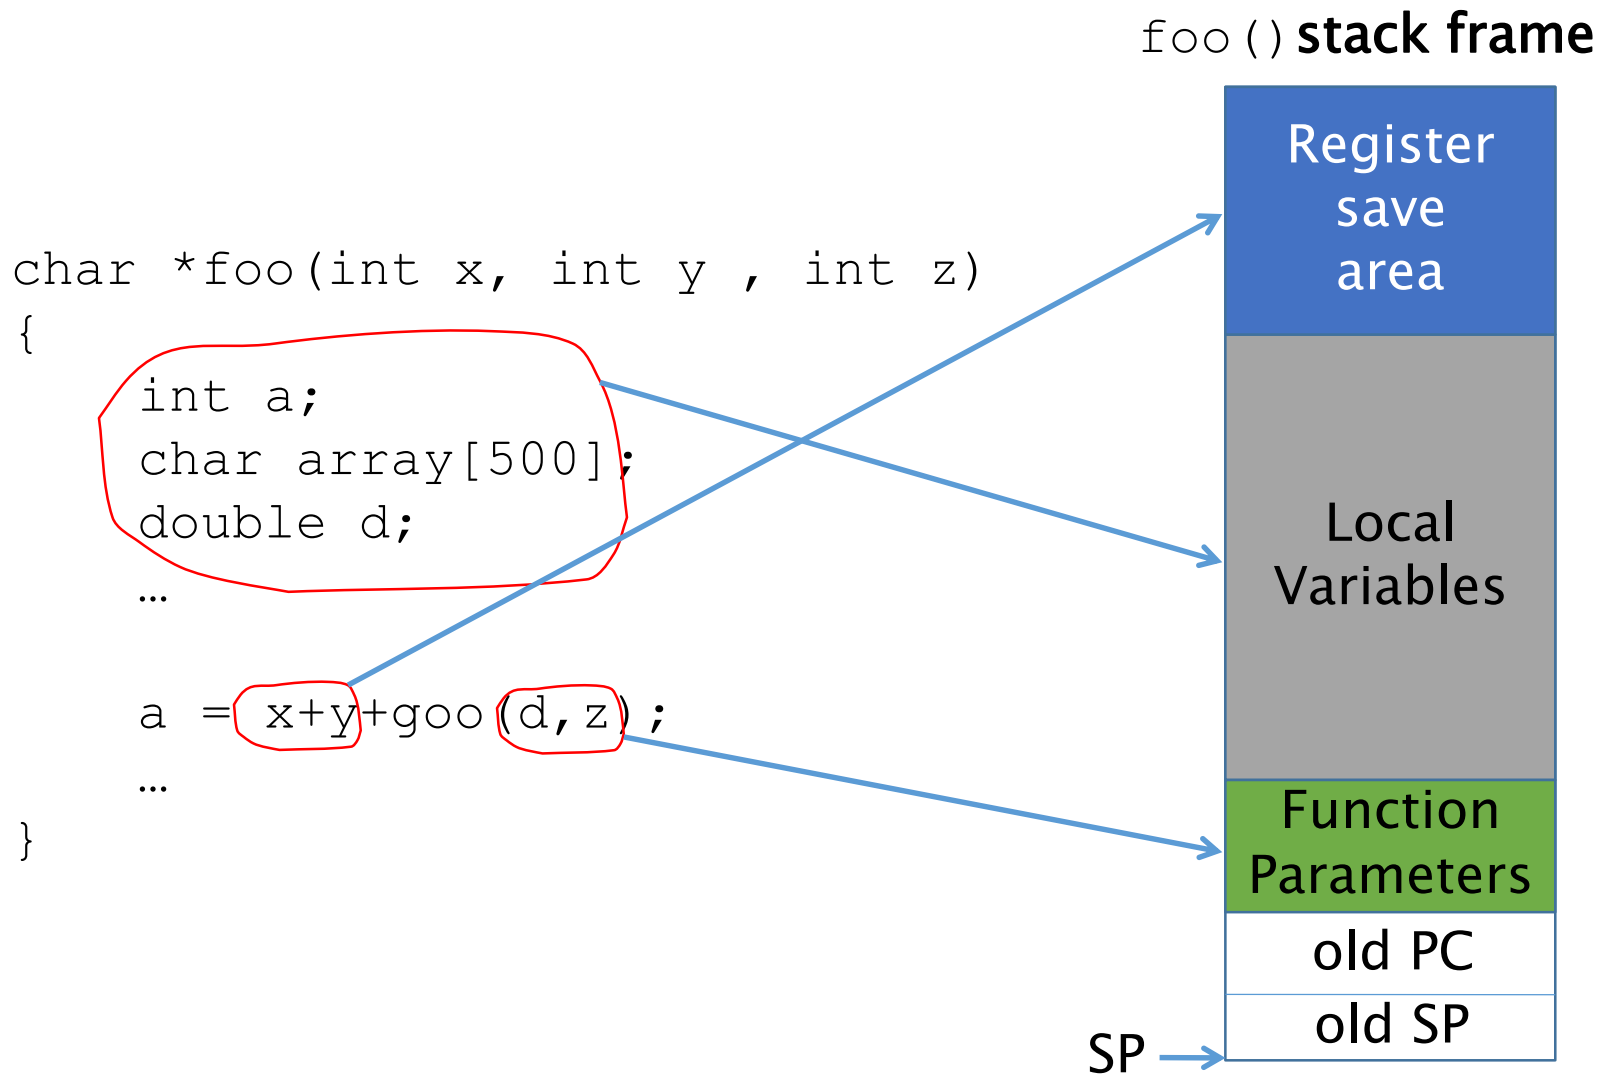 foo() stack frame
char *foo(int x, int y , int z)
{
int a;
char array[500];
double d;
…
a = x+y+goo(d,z);
…
}
Register
save
area
Local
Variables
Function
Parameters
old PC
old SP
SP